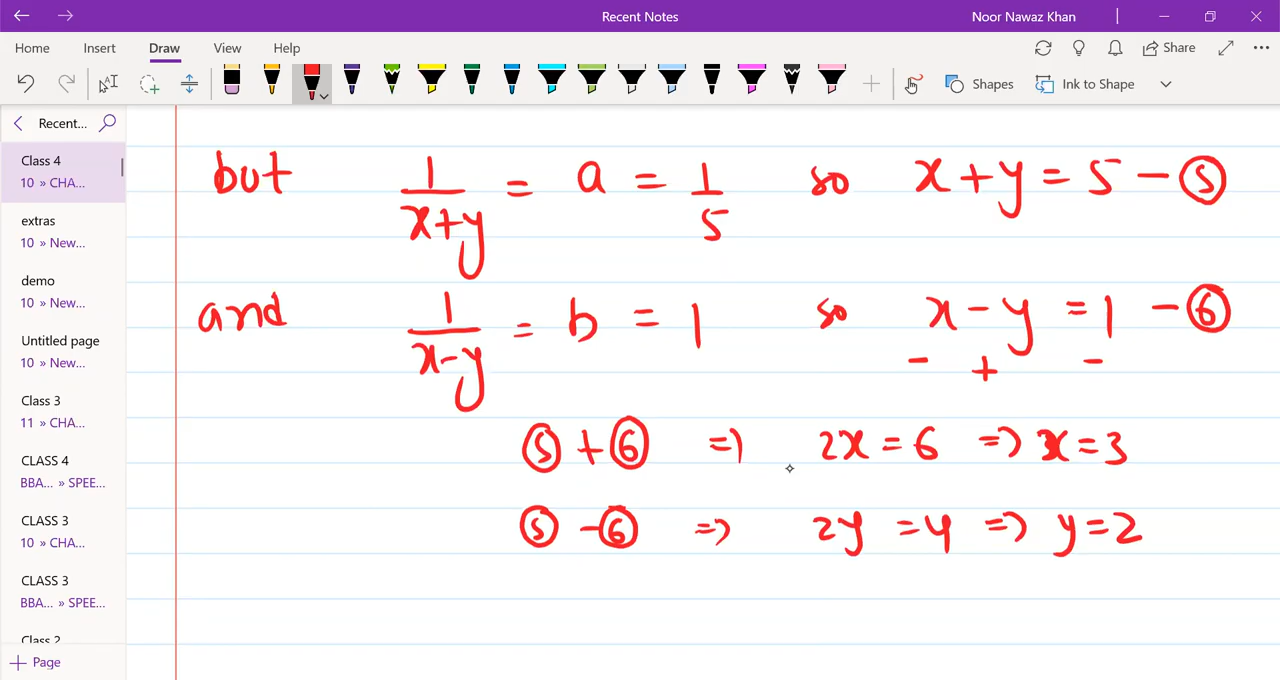 Recent Notes
Noor Nawaz Khan
Home Insert Draw View Help
Share
Shapes
Ink to Shape
Recent...
Class 4
10 » CHA...
extras
10 » New...
demo
10 » New...
Untitled page
10 » New...
Class 3
11 » CHA...
CLASS 4
BBA... » SPEE...
CLASS 3
10 » CHA...
CLASS 3
BBA... » SPEE...
Class 2
+ Page
but 1/(x+y) = a = 1/5 so x+y=5 - ⑤
and 1/(x-y) = b = 1 so x-y=1 - ⑥
- + -
⑤ + ⑥ => 2x=6 => x=3
⑤ - ⑥ => 2y=4 => y=2